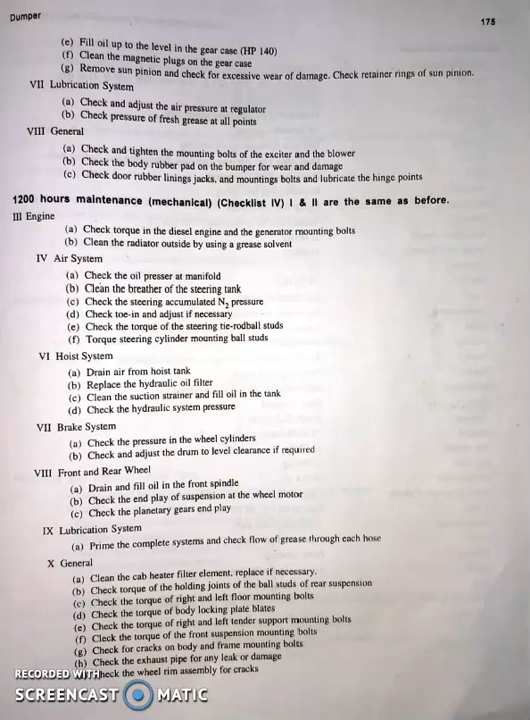 Dumper
175
(e) Fill oil up to the level in the gear case (HP 140)
(f) Clean the magnetic plugs on the gear case
(g) Remove sun pinion and check for excessive wear of damage. Check retainer rings of sun pinion.
VII Lubrication System
(a) Check and adjust the air pressure at regulator
(b) Check pressure of fresh grease at all points
VIII General
(a) Check and tighten the mounting bolts of the exciter and the blower
(b) Check the body rubber pad on the bumper for wear and damage
(c) Check door rubber linings jacks, and mountings bolts and lubricate the hinge points
1200 hours maintenance (mechanical) (Checklist IV) I & II are the same as before.
III Engine
(a) Check torque in the diesel engine and the generator mounting bolts
(b) Clean the radiator outside by using a grease solvent
IV Air System
(a) Check the oil presser at manifold
(b) Clean the breather of the steering tank
(c) Check the steering accumulated N2 pressure
(d) Check toe-in and adjust if necessary
(e) Check the torque of the steering tie-rodball studs
(f) Torque steering cylinder mounting ball studs
VI Hoist System
(a) Drain air from hoist tank
(b) Replace the hydraulic oil filter
(c) Clean the suction strainer and fill oil in the tank
(d) Check the hydraulic system pressure
VII Brake System
(a) Check the pressure in the wheel cylinders
(b) Check and adjust the drum to level clearance if required
VIII Front and Rear Wheel
(a) Drain and fill oil in the front spindle
(b) Check the end play of suspension at the wheel motor
(c) Check the planetary gears end play
IX Lubrication System
(a) Prime the complete systems and check flow of grease through each hose
X General
(a) Clean the cab heater filter element, replace if necessary.
(b) Check torque of the holding joints of the ball studs of rear suspension
(c) Check the torque of right and left floor mounting bolts
(d) Check the torque of body locking plate blates
(e) Check the torque of right and left tender support mounting bolts
(f) Cleck the torque of the front suspension mounting bolts
(g) Check for cracks on body and frame mounting bolts
(h) Check the exhaust pipe for any leak or damage
RECORDED WITH
heck the wheel rim assembly for cracks
SCREENCAST MATIC